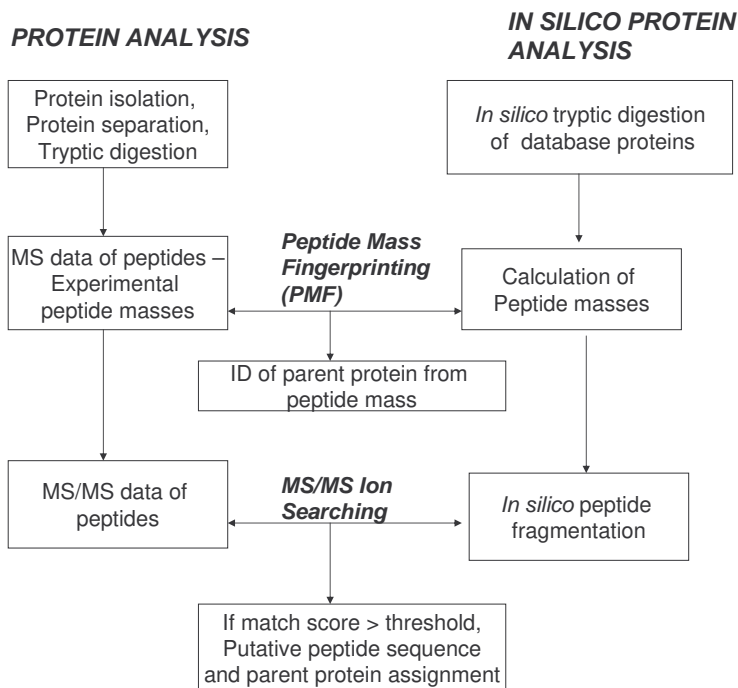 PROTEIN ANALYSIS
IN SILICO PROTEIN
ANALYSIS
Protein isolation,
Protein separation,
Tryptic digestion
In silico tryptic digestion
of database proteins
MS data of peptides –
Experimental
peptide masses
Peptide Mass
Fingerprinting
(PMF)
Calculation of
Peptide masses
ID of parent protein from
peptide mass
MS/MS data of
peptides
MS/MS Ion
Searching
In silico peptide
fragmentation
If match score > threshold,
Putative peptide sequence
and parent protein assignment